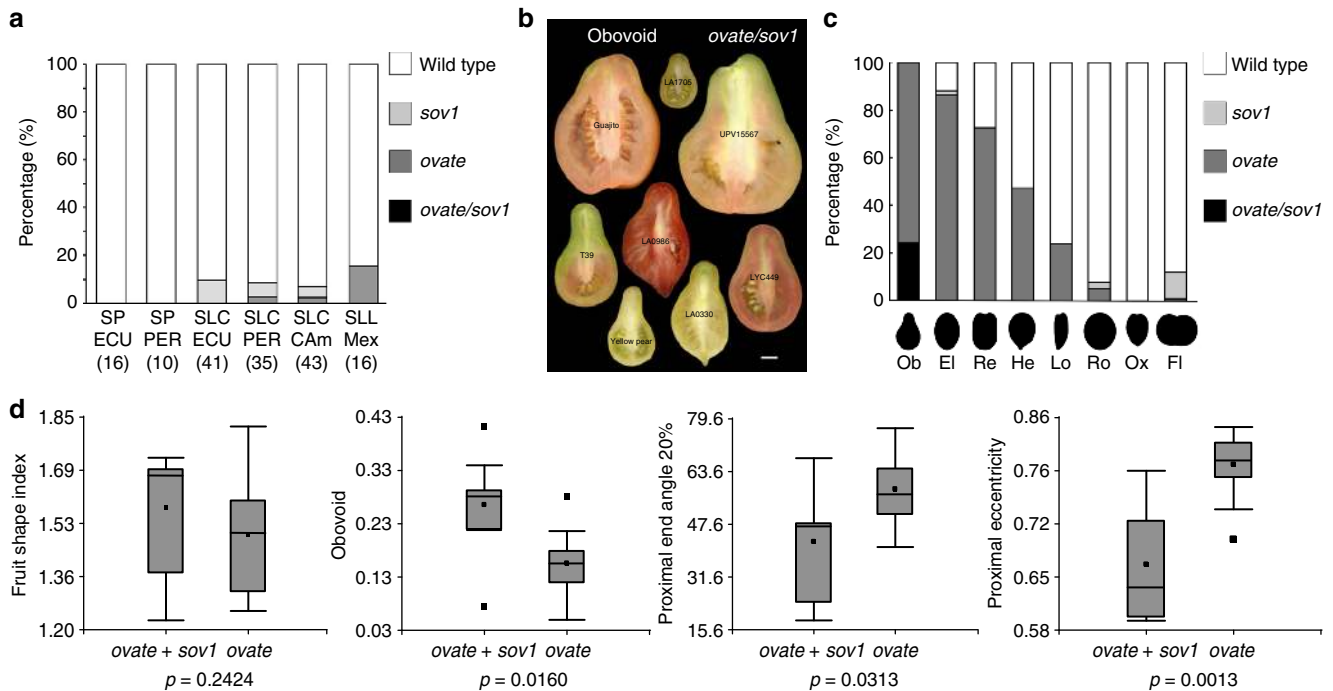 a
Percentage (%)
100
80
60
40
20
0
SP ECU (16)
SP PER (10)
SLC ECU (41)
SLC PER (35)
SLC CAm (43)
SLL Mex (16)
Wild type
sov1
ovate
ovate/sov1
b
Obovoid ovate/sov1
LA1705
Guajito
UPV15567
LA0986
T39
LYC449
LA0330
Yellow pear
c
Percentage (%)
100
80
60
40
20
0
Ob El Re He Lo Ro Ox Fl
Wild type
sov1
ovate
ovate/sov1
d
Fruit shape index
1.85
1.69
1.53
1.36
1.20
ovate + sov1 ovate
p = 0.2424
Obovoid
0.43
0.33
0.23
0.13
0.03
ovate + sov1 ovate
p = 0.0160
Proximal end angle 20%
79.6
63.6
47.6
31.6
15.6
ovate + sov1 ovate
p = 0.0313
Proximal eccentricity
0.86
0.76
0.72
0.65
0.58
ovate + sov1 ovate
p = 0.0013